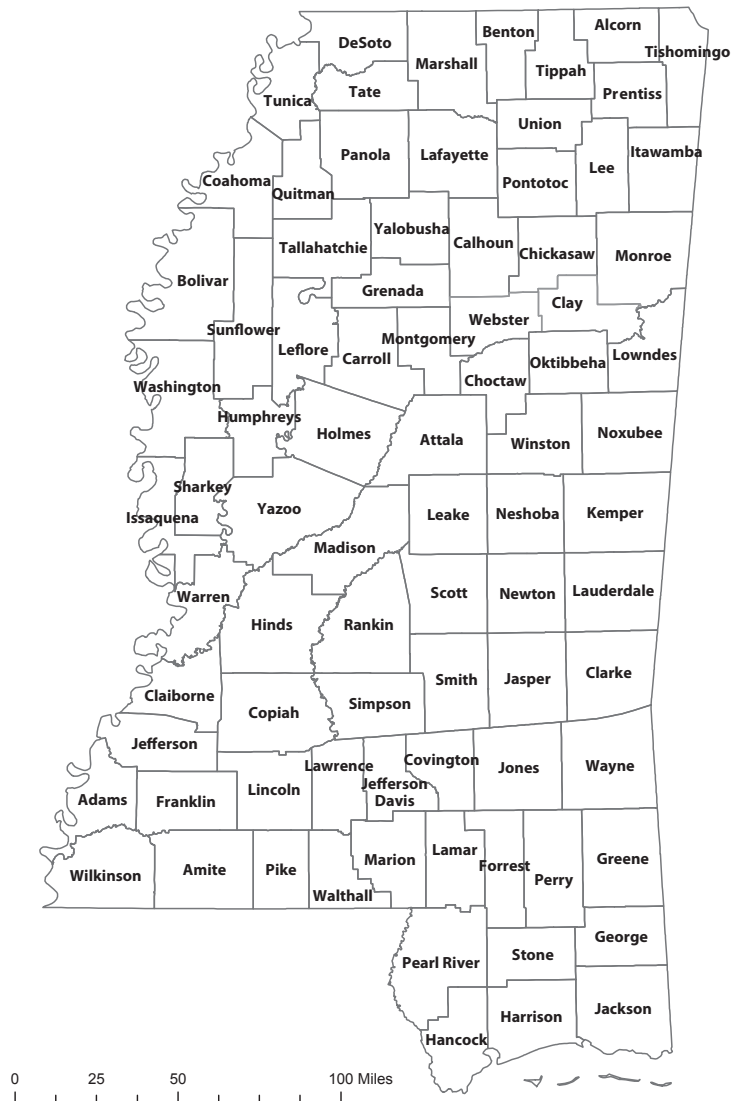 DeSoto
Benton
Alcorn
Tishomingo
Marshall
Tippah
Tunica
Tate
Prentiss
Union
Panola
Lafayette
Lee
Itawamba
Coahoma
Quitman
Pontotoc
Tallahatchie
Yalobusha
Calhoun
Chickasaw
Monroe
Bolivar
Grenada
Clay
Sunflower
Webster
Leflore
Carroll
Montgomery
Oktibbeha
Lowndes
Washington
Choctaw
Humphreys
Holmes
Attala
Winston
Noxubee
Sharkey
Issaquena
Yazoo
Leake
Neshoba
Kemper
Madison
Warren
Scott
Newton
Lauderdale
Hinds
Rankin
Claiborne
Smith
Jasper
Clarke
Copiah
Simpson
Jefferson
Lawrence
Covington
Jones
Wayne
Adams
Franklin
Lincoln
Jefferson
Davis
Wilkinson
Amite
Pike
Walthall
Marion
Lamar
Forrest
Perry
Greene
Pearl River
Stone
George
Hancock
Harrison
Jackson
0 25 50 100 Miles